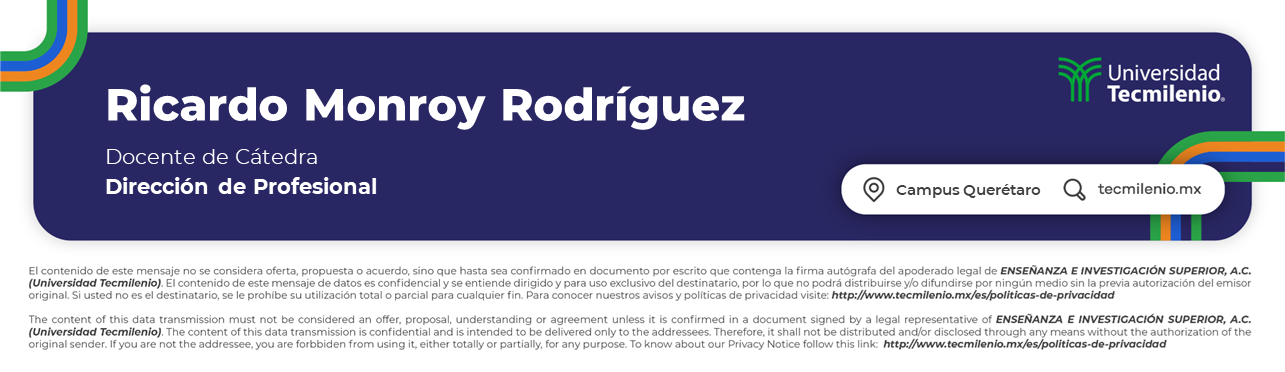 Ricardo Monroy Rodríguez
Docente de Cátedra
Dirección de Profesional
Universidad
Tecmilenio®
Campus Querétaro
tecmilenio.mx
El contenido de este mensaje no se considera oferta, propuesta o acuerdo, sino que hasta sea confirmado en documento por escrito que contenga la firma autógrafa del apoderado legal de ENSEÑANZA E INVESTIGACIÓN SUPERIOR, A.C.
(Universidad Tecmilenio). El contenido de este mensaje de datos es confidencial y se entiende dirigido y para uso exclusivo del destinatario, por lo que no podrá distribuirse y/o difundirse por ningún medio sin la previa autorización del emisor
original. Si usted no es el destinatario, se le prohíbe su utilización total o parcial para cualquier fin. Para conocer nuestros avisos y políticas de privacidad visite: http://www.tecmilenio.mx/es/politicas-de-privacidad
The content of this data transmission must not be considered an offer, proposal, understanding or agreement unless it is confirmed in a document signed by a legal representative of ENSEÑANZA E INVESTIGACIÓN SUPERIOR, A.C.
(Universidad Tecmilenio). The content of this data transmission is confidential and is intended to be delivered only to the addressees. Therefore, it shall not be distributed and/or disclosed through any means without the authorization of the
original sender. If you are not the addressee, you are forbbiden from using it, either totally or partially, for any purpose. To know about our Privacy Notice follow this link: http://www.tecmilenio.mx/es/politicas-de-privacidad